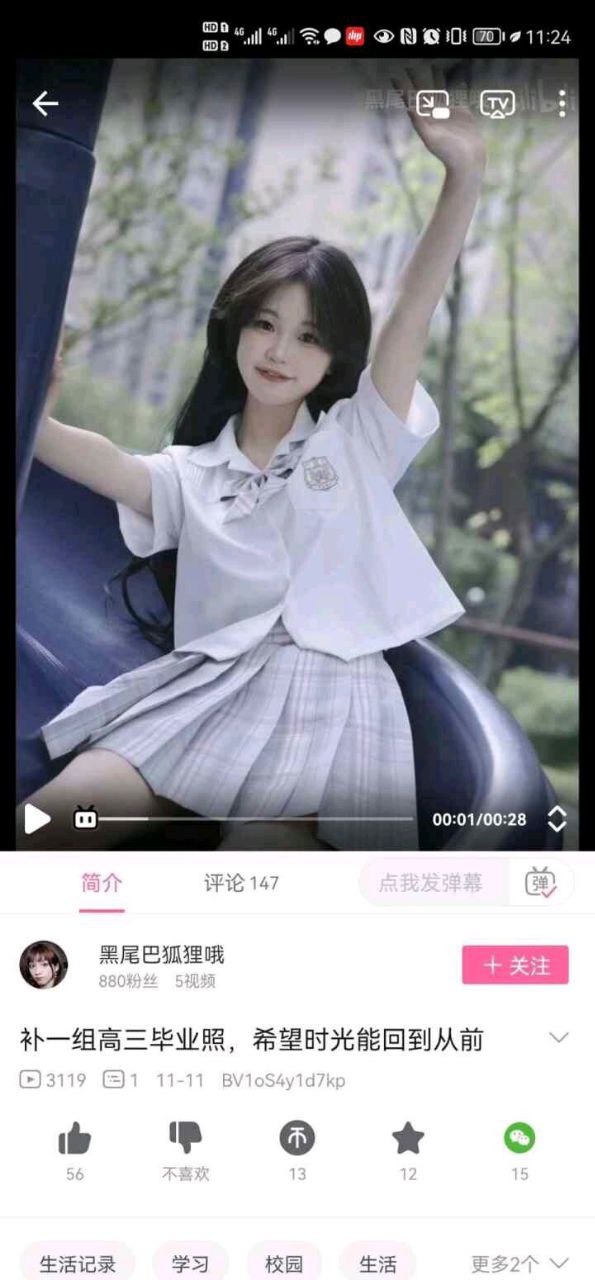 HD 1
HD 2
4G
4G
70
11:24
黑尾巴狐狸
TV
00:01/00:28
简介
评论 147
点我发弹幕
弹
黑尾巴狐狸哦
880粉丝 5视频
+ 关注
补一组高三毕业照，希望时光能回到从前
3119 1 11-11 BV1oS4y1d7kp
56
不喜欢
13
12
15
生活记录
学习
校园
生活
更多2个